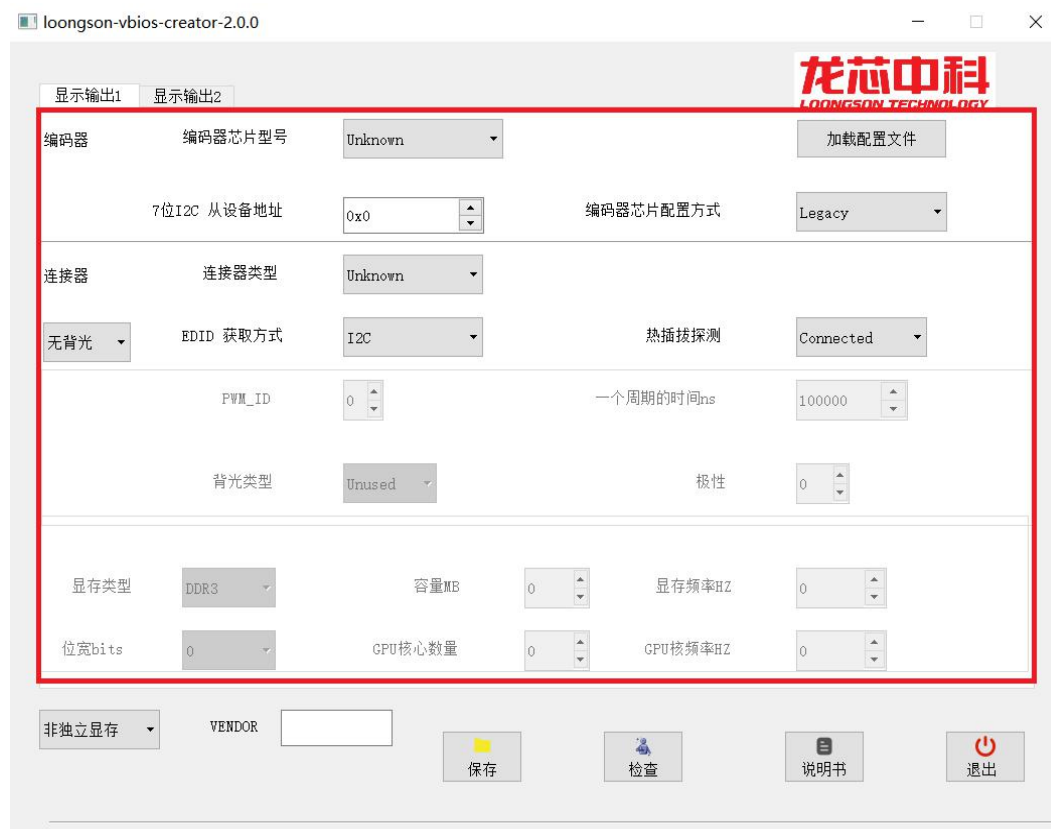 loongson-vbios-creator-2.0.0
龙芯中科
LOONGSON TECHNOLOGY
显示输出1 显示输出2
编码器 编码器芯片型号 Unknown 加载配置文件
7位I2C 从设备地址 0x0 编码器芯片配置方式 Legacy
连接器 连接器类型 Unknown
无背光 EDID 获取方式 I2C 热插拔探测 Connected
PWM_ID 0 一个周期的时间ns 100000
背光类型 Unused 极性 0
显存类型 DDR3 容量MB 0 显存频率HZ 0
位宽bits 0 GPU核心数量 0 GPU核频率HZ 0
非独立显存 VENDOR
保存 检查 说明书 退出